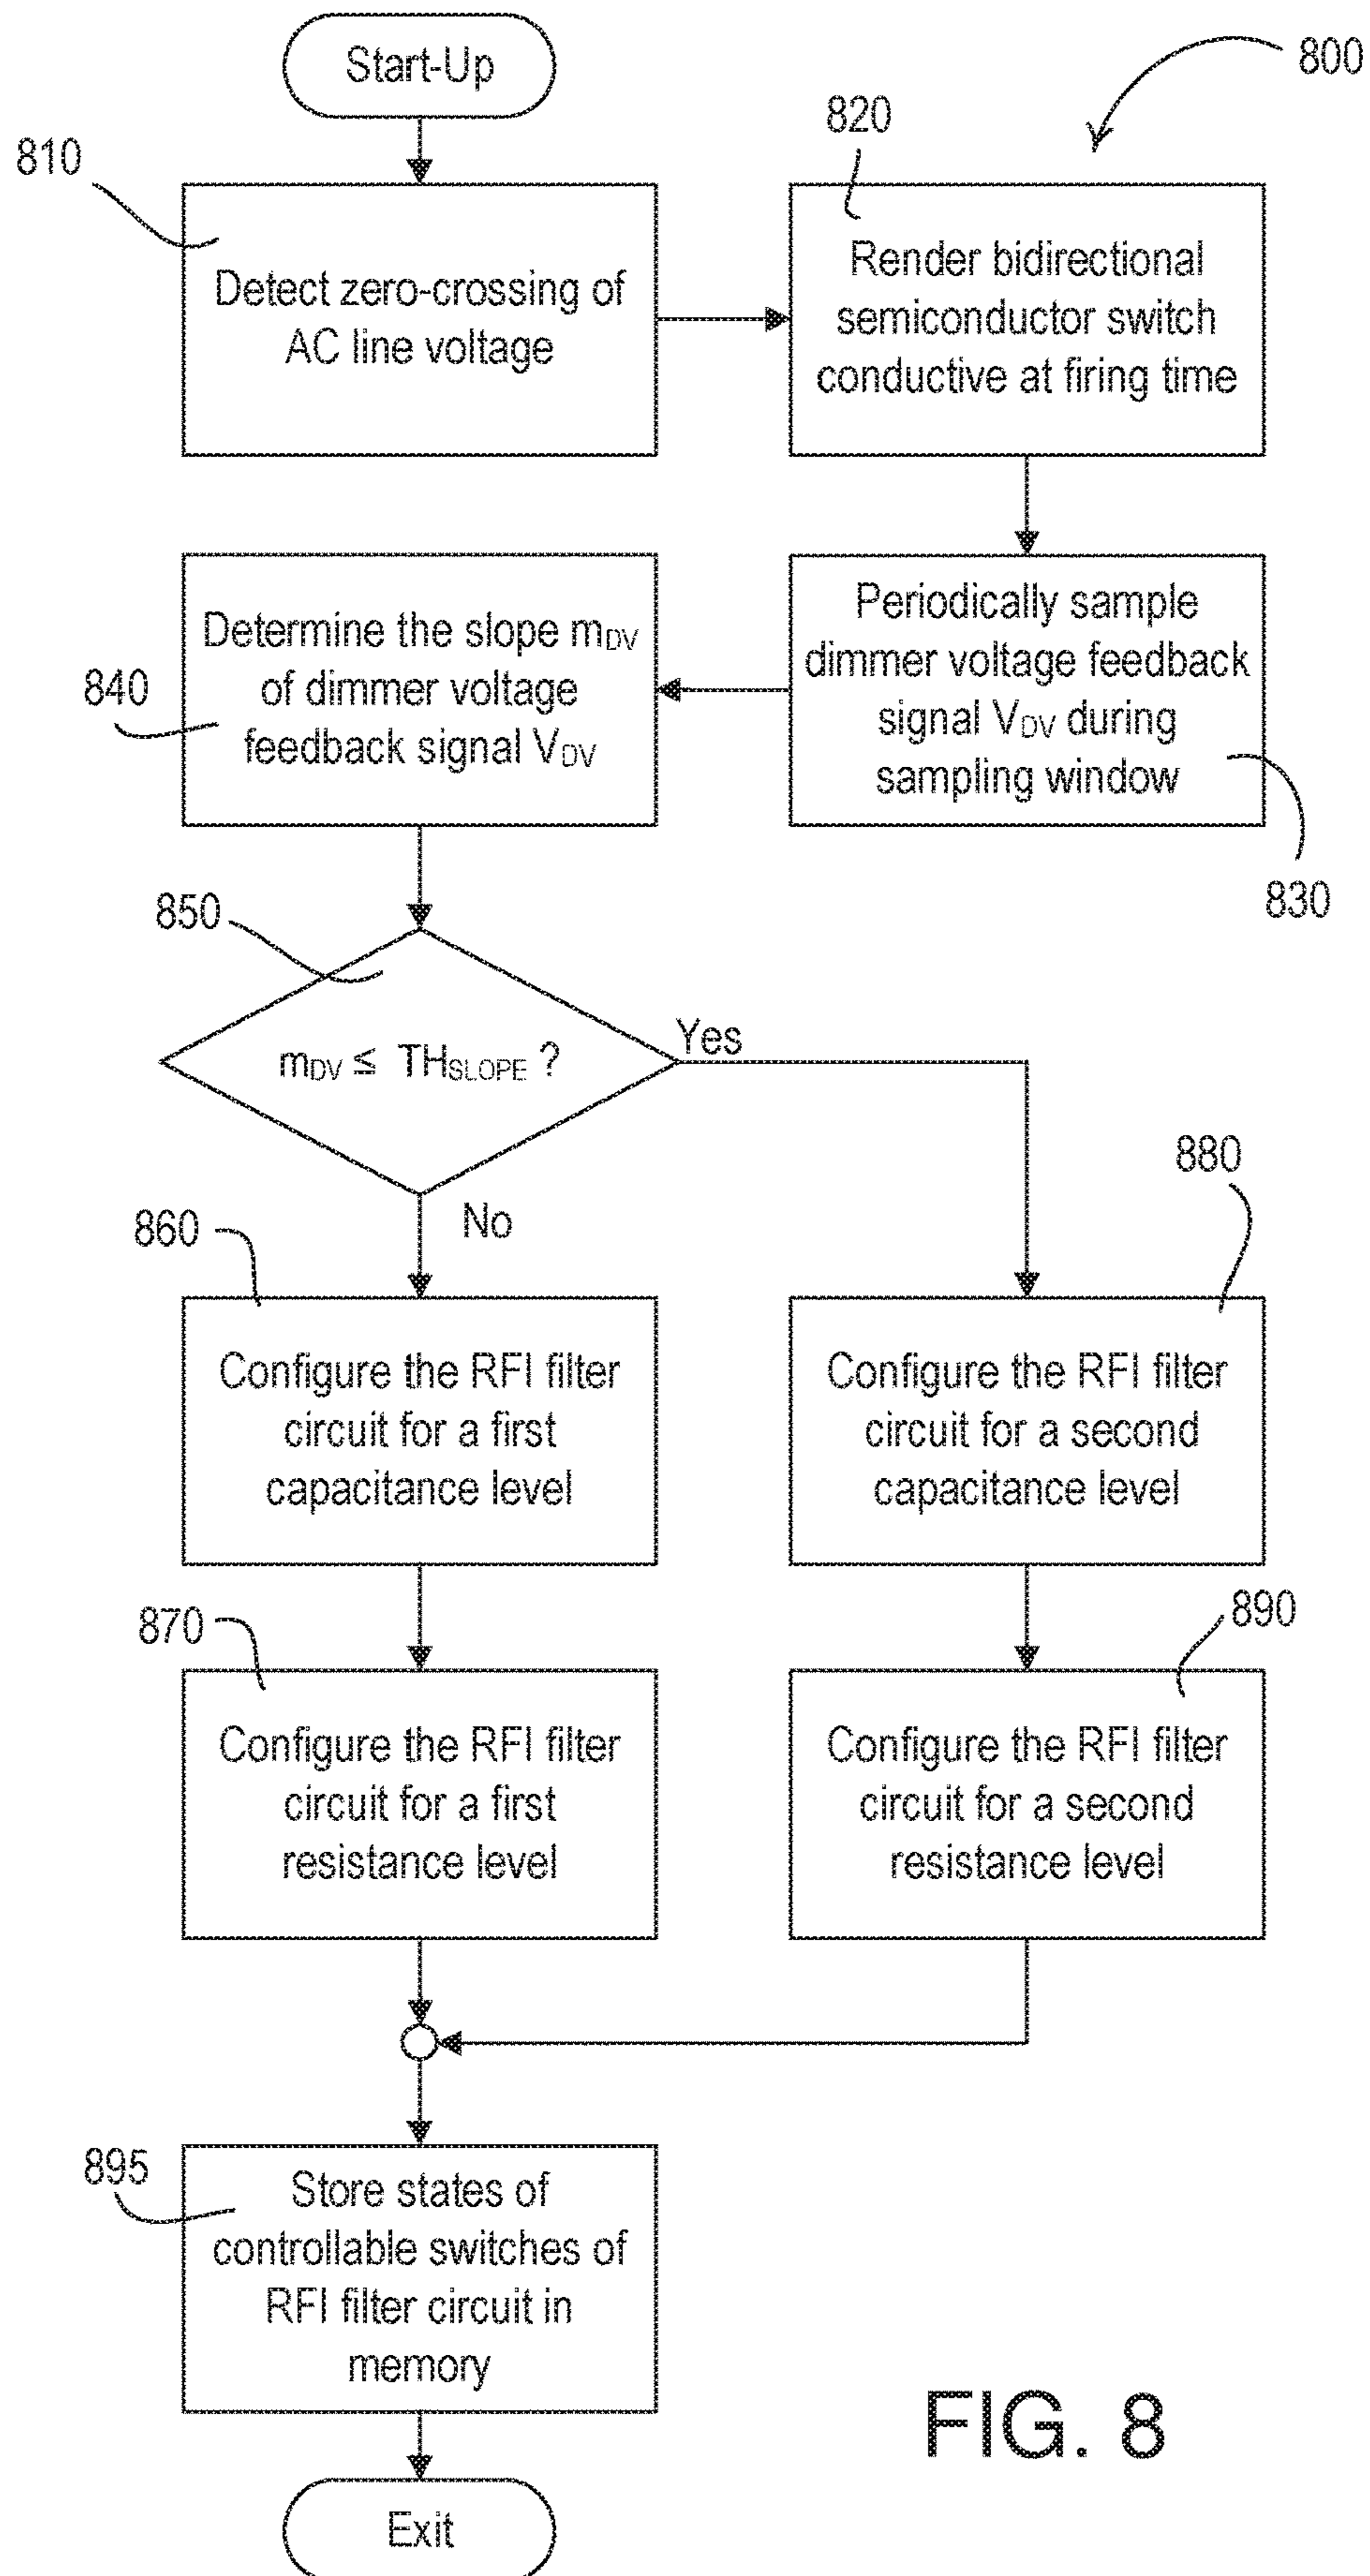 Start-Up
800
810
820
Detect zero-crossing of
AC line voltage
Render bidirectional
semiconductor switch
conductive at firing time
Periodically sample
dimmer voltage feedback
signal VDV during
sampling window
830
Determine the slope mDV
of dimmer voltage
feedback signal VDV
840
850
mDV ≤ THSLOPE ?
Yes
No
860
Configure the RFI filter
circuit for a first
capacitance level
880
Configure the RFI filter
circuit for a second
capacitance level
870
Configure the RFI filter
circuit for a first
resistance level
890
Configure the RFI filter
circuit for a second
resistance level
895
Store states of
controllable switches of
RFI filter circuit in
memory
Exit
FIG. 8